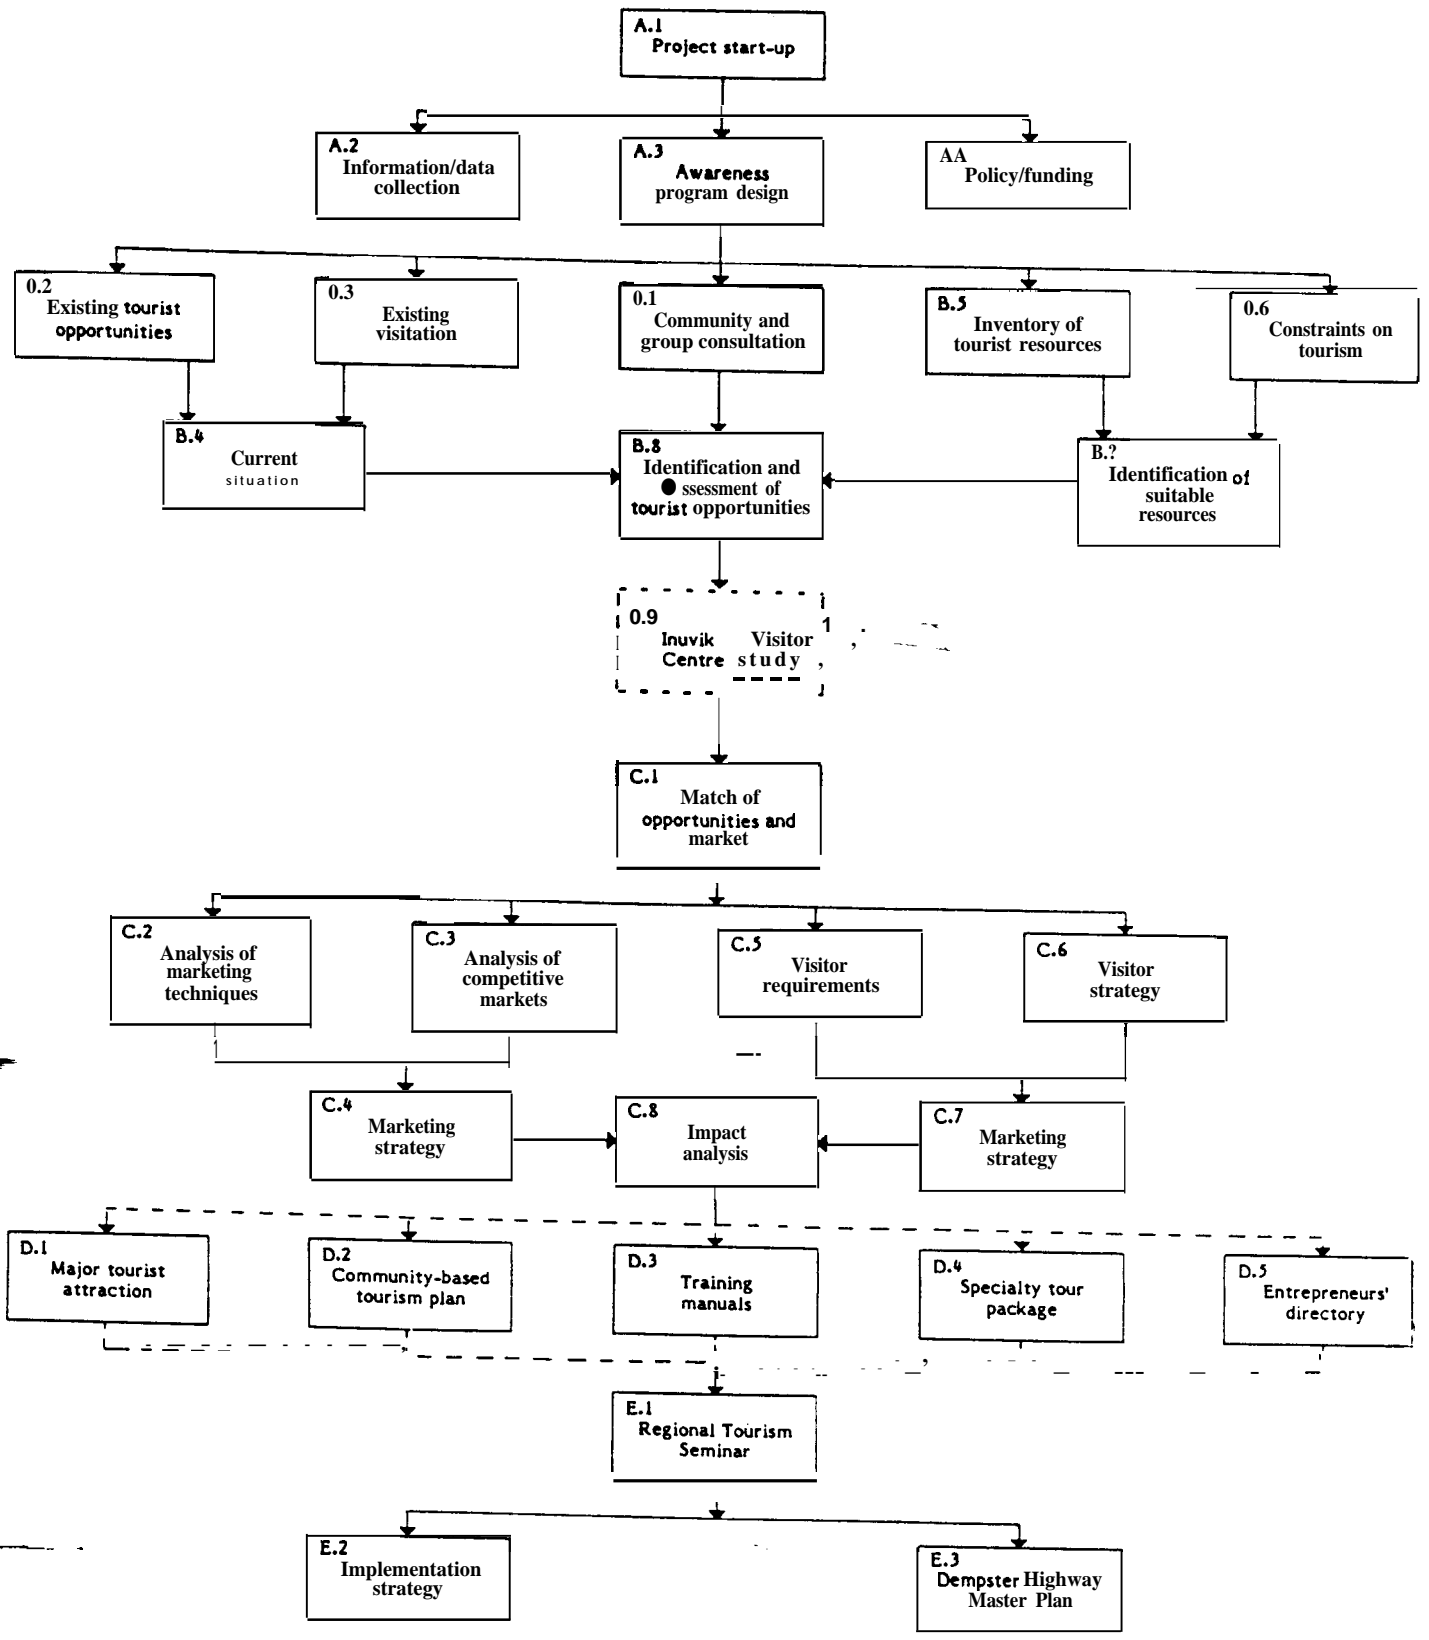 A.1
Project start-up
A.2
Information/data
collection
A.3
Awareness
program design
AA
Policy/funding
0.2
Existing tourist
opportunities
0.3
Existing
visitation
0.1
Community and
group consultation
B.5
Inventory of
tourist resources
0.6
Constraints on
tourism
B.4
Current
situation
B.8
Identification and
● ssessment of
tourist opportunities
B.?
Identification of
suitable
resources
0.9
Inuvik Visitor
Centre study
C.1
Match of
opportunities and
market
C.2
Analysis of
marketing
techniques
C.3
Analysis of
competitive
markets
C.5
Visitor
requirements
C.6
Visitor
strategy
C.4
Marketing
strategy
C.8
Impact
analysis
C.7
Marketing
strategy
D.1
Major tourist
attraction
D.2
Community-based
tourism plan
D.3
Training
manuals
D.4
Specialty tour
package
D.5
Entrepreneurs'
directory
E.1
Regional Tourism
Seminar
E.2
Implementation
strategy
E.3
Dempster Highway
Master Plan